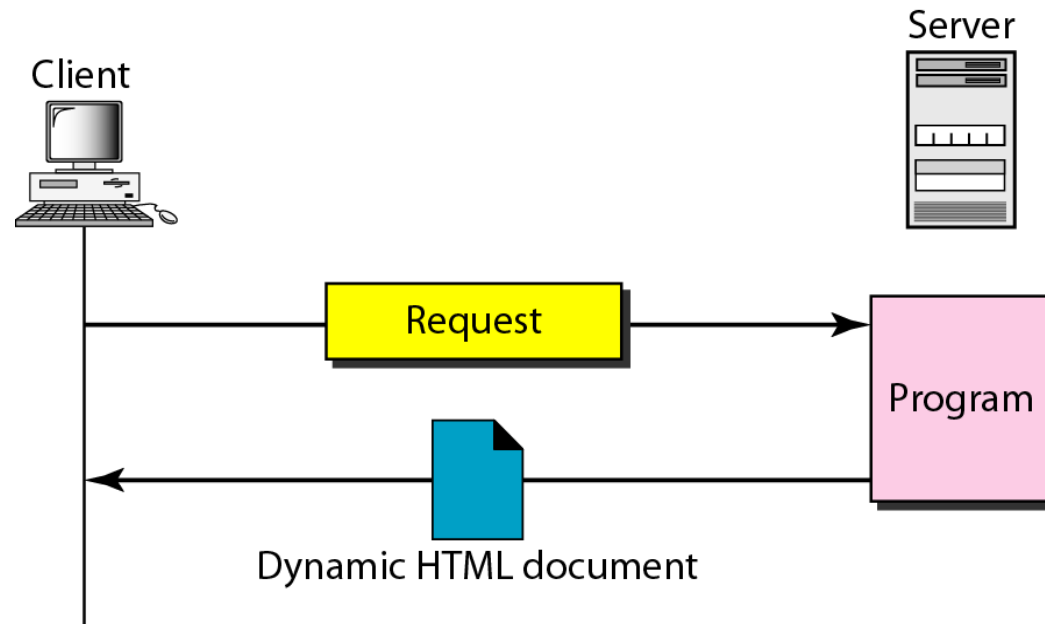 Server
Client
Request
Program
Dynamic HTML document